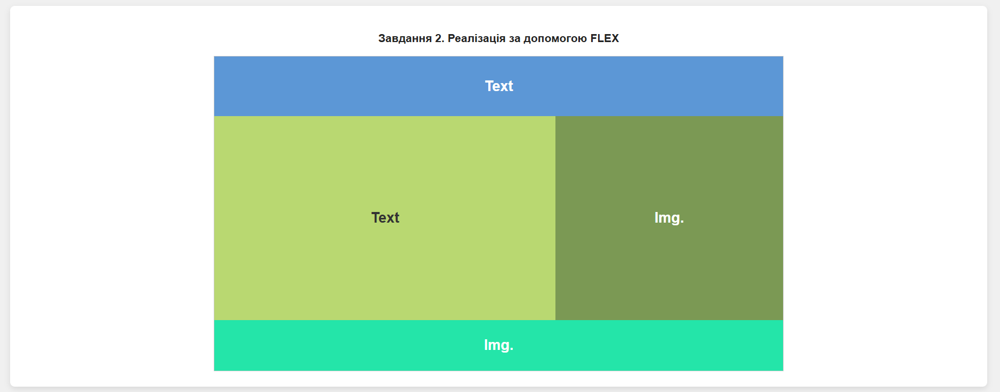 Завдання 2. Реалізація за допомогою FLEX
Text
Text
Img.
Img.